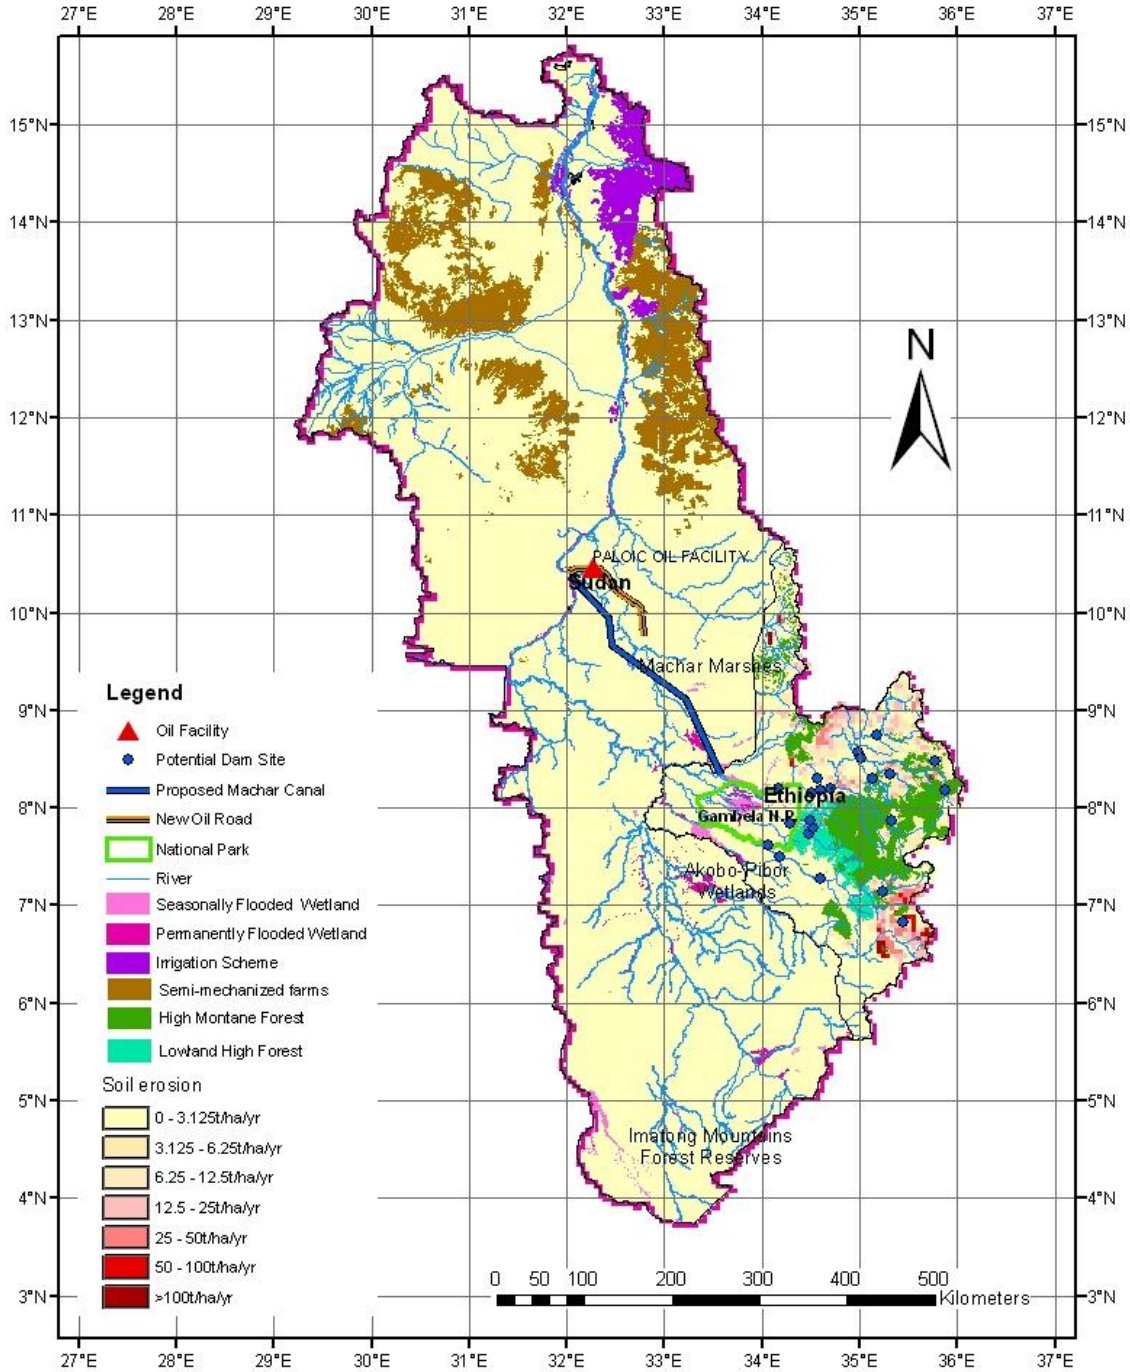 27°E 28°E 29°E 30°E 31°E 32°E 33°E 34°E 35°E 36°E 37°E
15°N 15°N
14°N 14°N
13°N 13°N
N
12°N 12°N
11°N 11°N
PALOIC OIL FACILITY
Sudan
10°N 10°N
Machar Marshes
Legend
9°N 9°N
Oil Facility
Potential Dam Site
Proposed Machar Canal
Ethiopia
8°N 8°N
New Oil Road
Gambela N.P.
National Park
River
Akobo-Pibor
Wetlands
Seasonally Flooded Wetland
7°N 7°N
Permanently Flooded Wetland
Irrigation Scheme
Semi-mechanized farms
6°N 6°N
High Montane Forest
Lowland High Forest
Soil erosion
5°N 5°N
0 - 3.125t/ha/yr
Imatong Mountains
3.125 - 6.25t/ha/yr
Forest Reserves
6.25 - 12.5t/ha/yr
4°N 4°N
12.5 - 25t/ha/yr
25 - 50t/ha/yr
50 - 100t/ha/yr
0 50 100 200 300 400 500
>100t/ha/yr
Kilometers
3°N 3°N
27°E 28°E 29°E 30°E 31°E 32°E 33°E 34°E 35°E 36°E 37°E